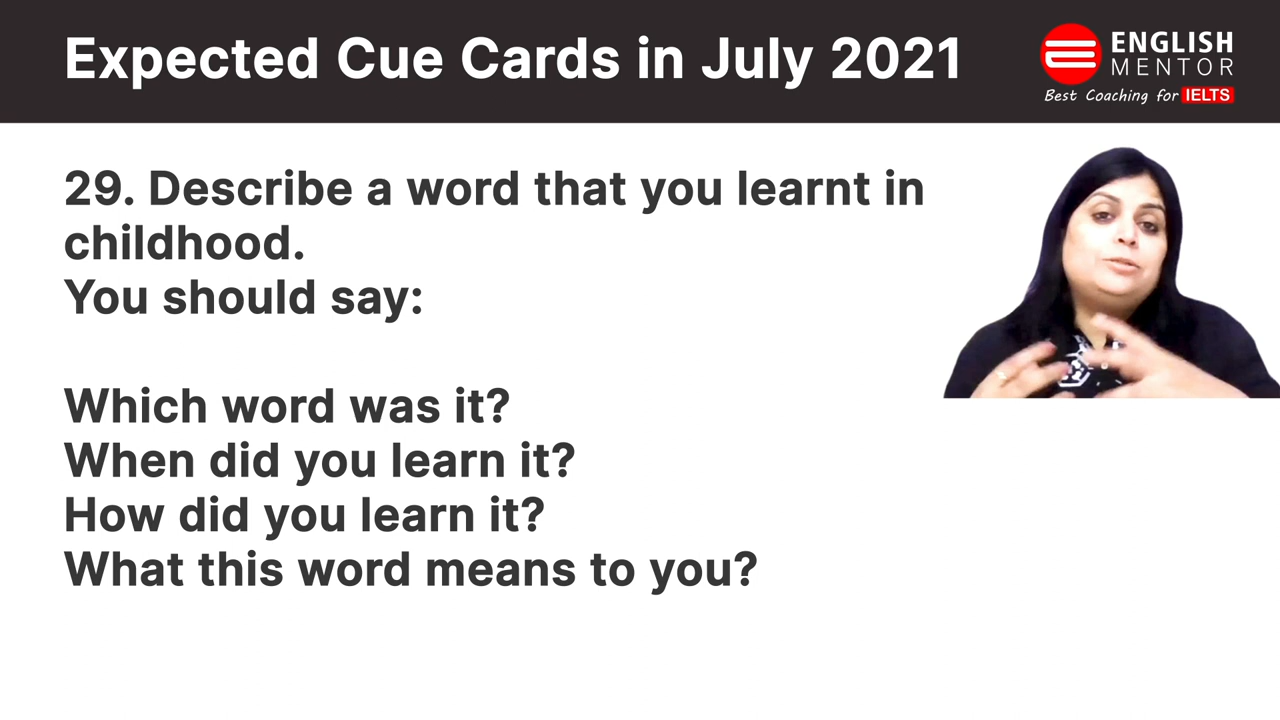 Expected Cue Cards in July 2021
ENGLISH
MENTOR
Best Coaching for IELTS
29. Describe a word that you learnt in
childhood.
You should say:
Which word was it?
When did you learn it?
How did you learn it?
What this word means to you?